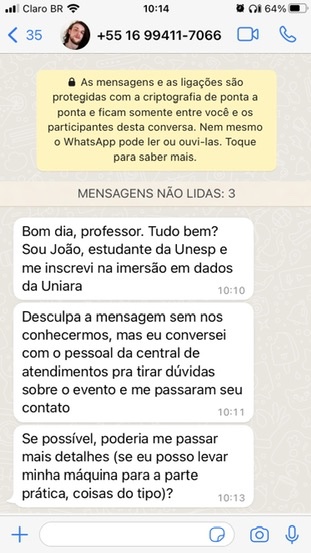 Claro BR 10:14 64%
35 +55 16 99411-7066
As mensagens e as ligações são
protegidas com a criptografia de ponta a
ponta e ficam somente entre você e os
participantes desta conversa. Nem mesmo
o WhatsApp pode ler ou ouvi-las. Toque
para saber mais.
MENSAGENS NÃO LIDAS: 3
Bom dia, professor. Tudo bem?
Sou João, estudante da Unesp e
me inscrevi na imersão em dados
da Uniara
10:10
Desculpa a mensagem sem nos
conhecermos, mas eu conversei
com o pessoal da central de
atendimentos pra tirar dúvidas
sobre o evento e me passaram seu
contato
10:11
Se possível, poderia me passar
mais detalhes (se eu posso levar
minha máquina para a parte
prática, coisas do tipo)?
10:13